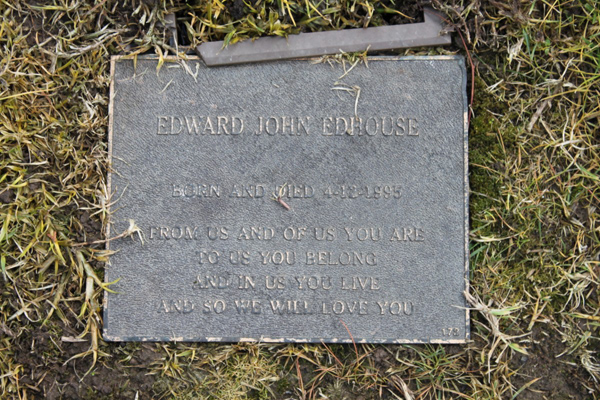 EDWARD JOHN EDHOUSE
BORN AND DIED 4-12-1995
FROM US AND OF US YOU ARE
TO US YOU BELONG
AND IN US YOU LIVE
AND SO WE WILL LOVE YOU